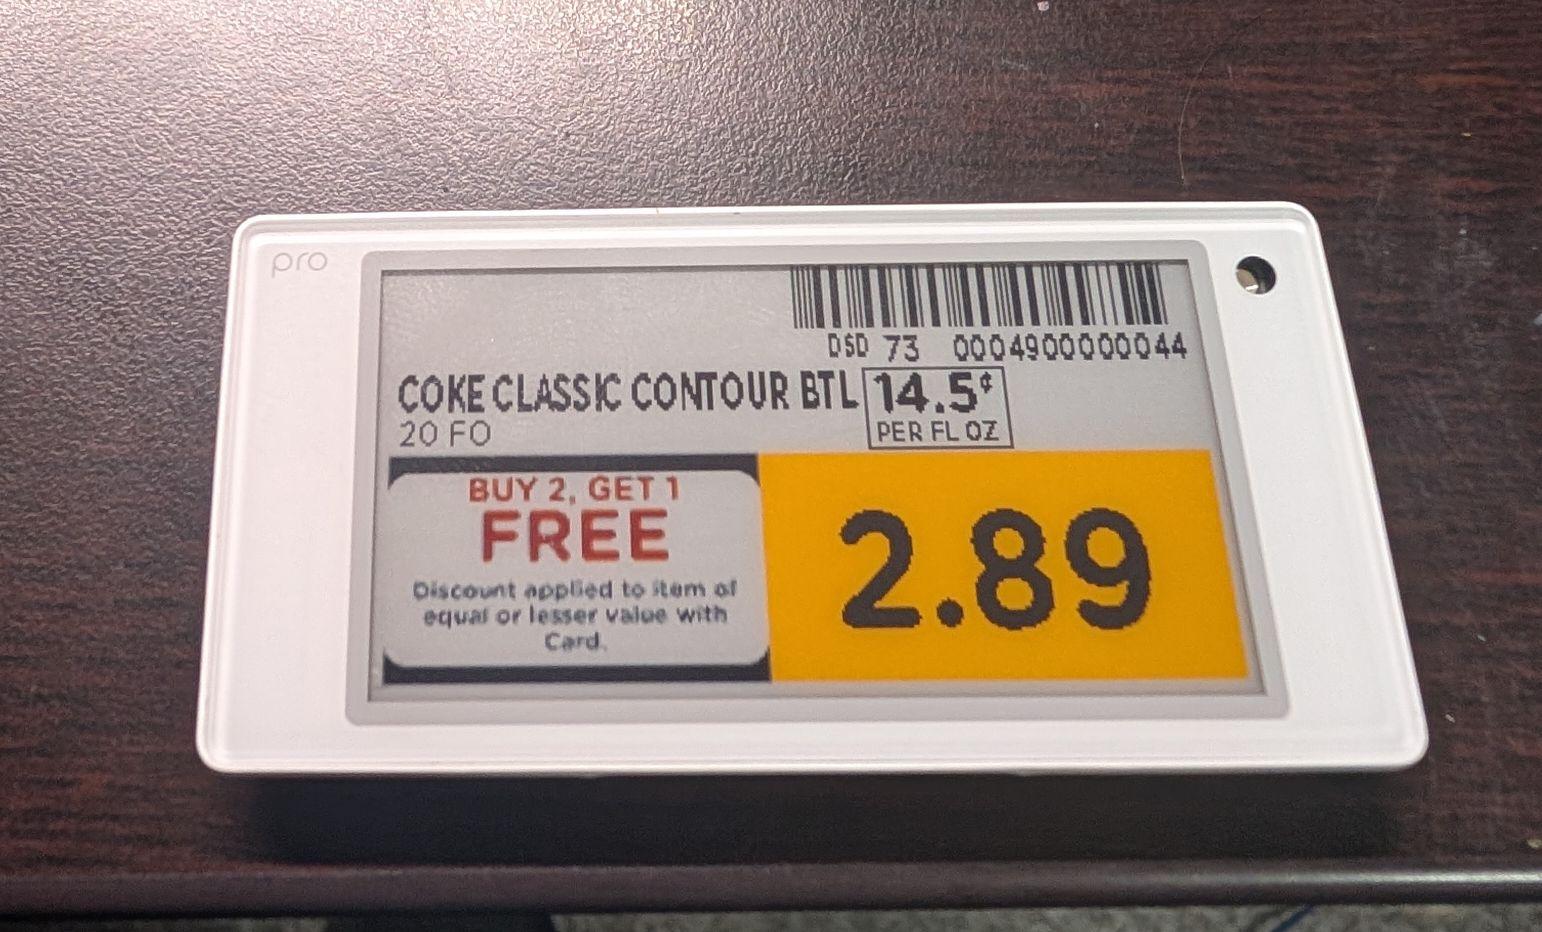 pro
DSD 73 0004900000044
COKE CLASSIC CONTOUR BTL
20 FO
14.5¢
PER FL OZ
BUY 2, GET 1
FREE
Discount applied to item of
equal or lesser value with
Card.
2.89